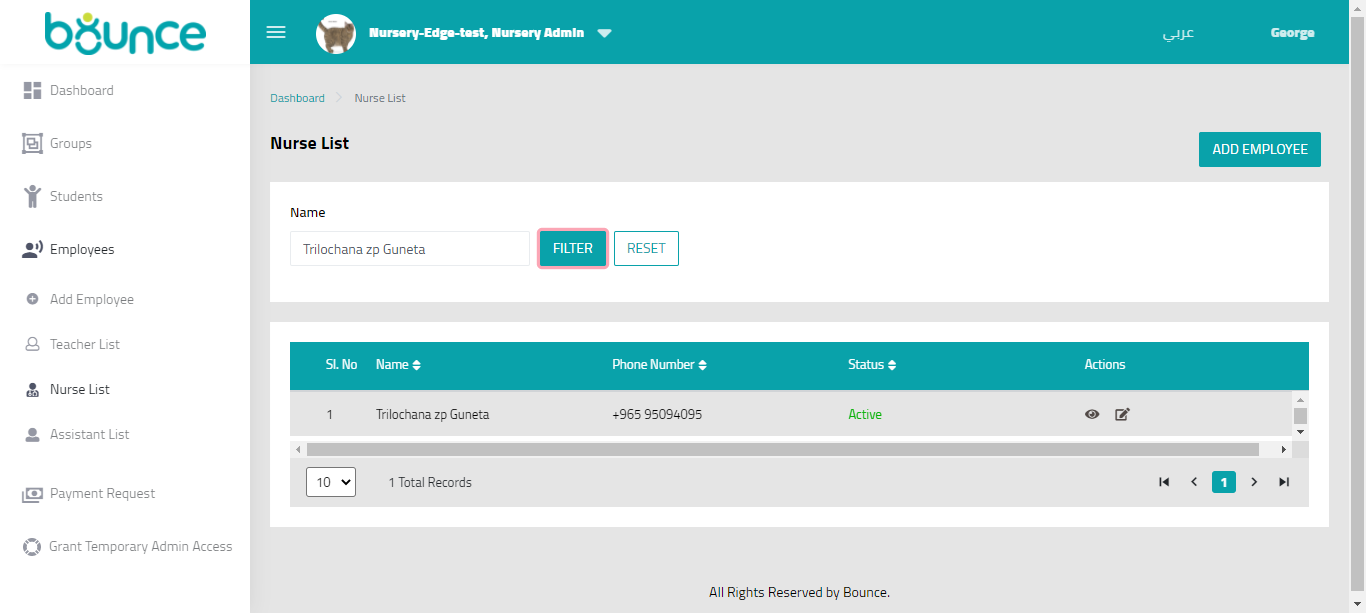 bounce
Nursery-Edge-test, Nursery Admin
عربي
George
Dashboard
Groups
Students
Employees
Add Employee
Teacher List
Nurse List
Assistant List
Payment Request
Grant Temporary Admin Access
Dashboard Nurse List
Nurse List
ADD EMPLOYEE
Name
Trilochana zp Guneta FILTER RESET
Sl. No Name Phone Number Status Actions
1 Trilochana zp Guneta +965 95094095 Active
10 1 Total Records 1
All Rights Reserved by Bounce.